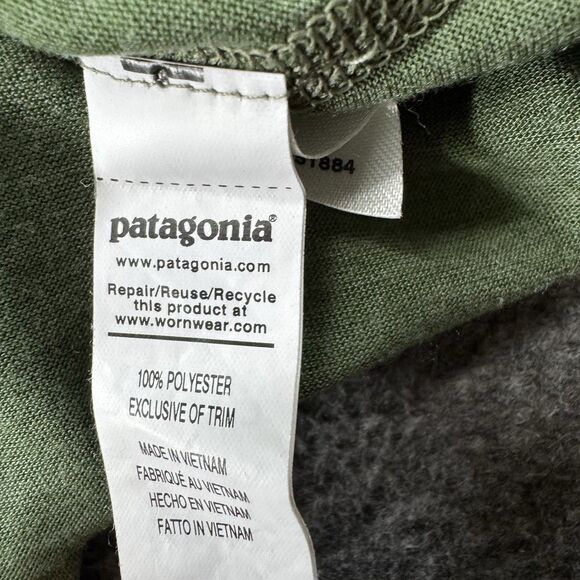 51884
patagonia®
www.patagonia.com
Repair/Reuse/Recycle
this product at
www.wornwear.com
100% POLYESTER
EXCLUSIVE OF TRIM
MADE IN VIETNAM
FABRIQUÉ AU VIETNAM
HECHO EN VIETNAM
FATTO IN VIETNAM